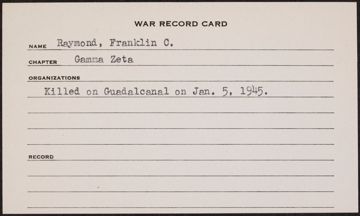 WAR RECORD CARD
NAME Raymond, Franklin C.
CHAPTER Gamma Zeta
ORGANIZATIONS
Killed on Guadalcanal on Jan. 5, 1945.
RECORD